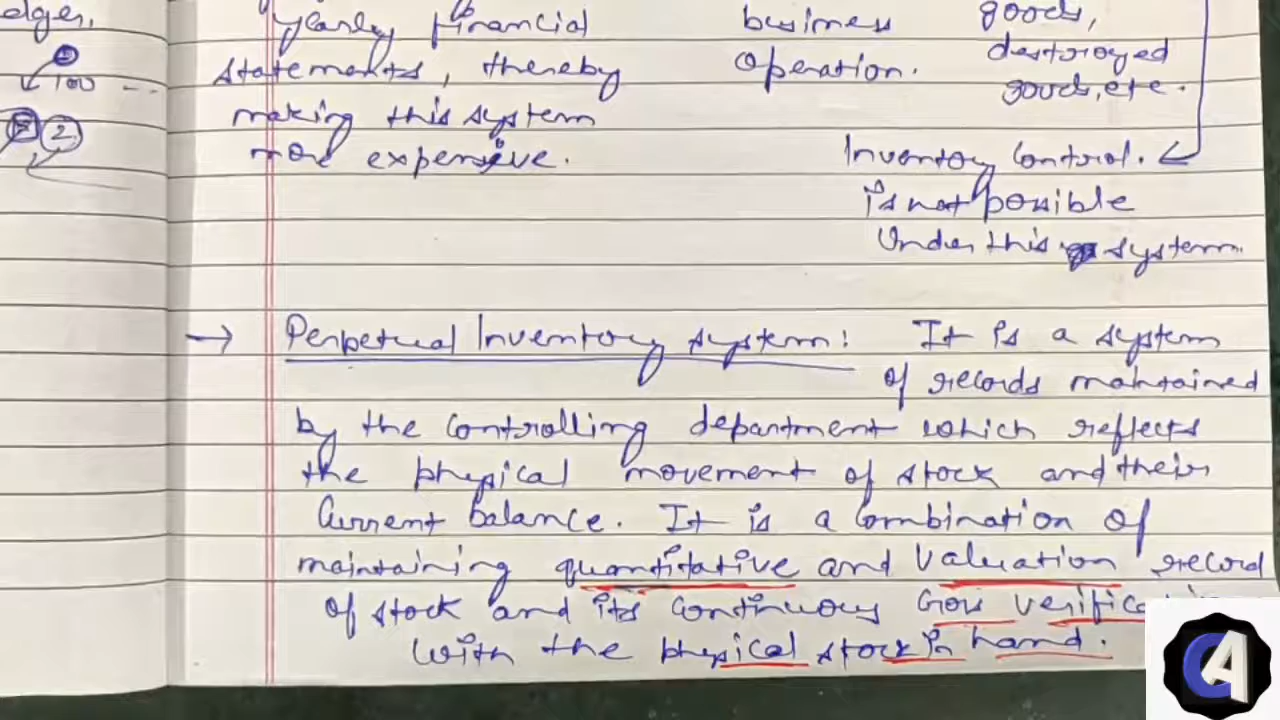 edger.
100 --
2
yearly financial
statements, thereby
making this system
more expensive.
business
operation.
goods,
destroyed
goods, etc.
Inventory Control.
is not possible
Under this system.
→ Perpetual Inventory system: It is a system
of records maintained
by the controlling department which reflects
the physical movement of stock and their
Current balance. It is a combination of
maintaining quantitative and valuation record
of stock and its continuous
with the physical stock in hand.
CA